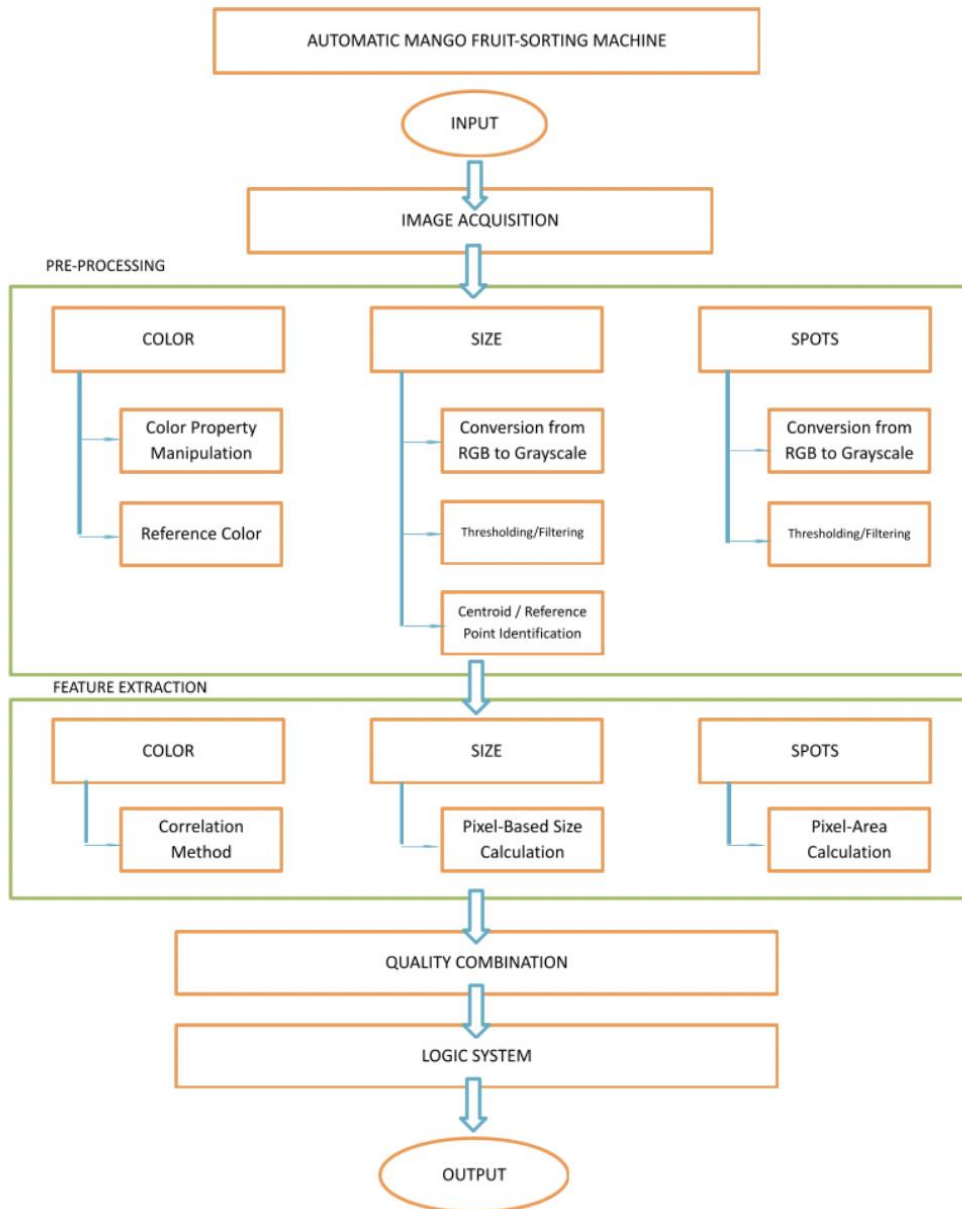 AUTOMATIC MANGO FRUIT-SORTING MACHINE
INPUT
IMAGE ACQUISITION
PRE-PROCESSING
COLOR
Color Property
Manipulation
Reference Color
SIZE
Conversion from
RGB to Grayscale
Thresholding/Filtering
Centroid / Reference
Point Identification
SPOTS
Conversion from
RGB to Grayscale
Thresholding/Filtering
FEATURE EXTRACTION
COLOR
Correlation
Method
SIZE
Pixel-Based Size
Calculation
SPOTS
Pixel-Area
Calculation
QUALITY COMBINATION
LOGIC SYSTEM
OUTPUT